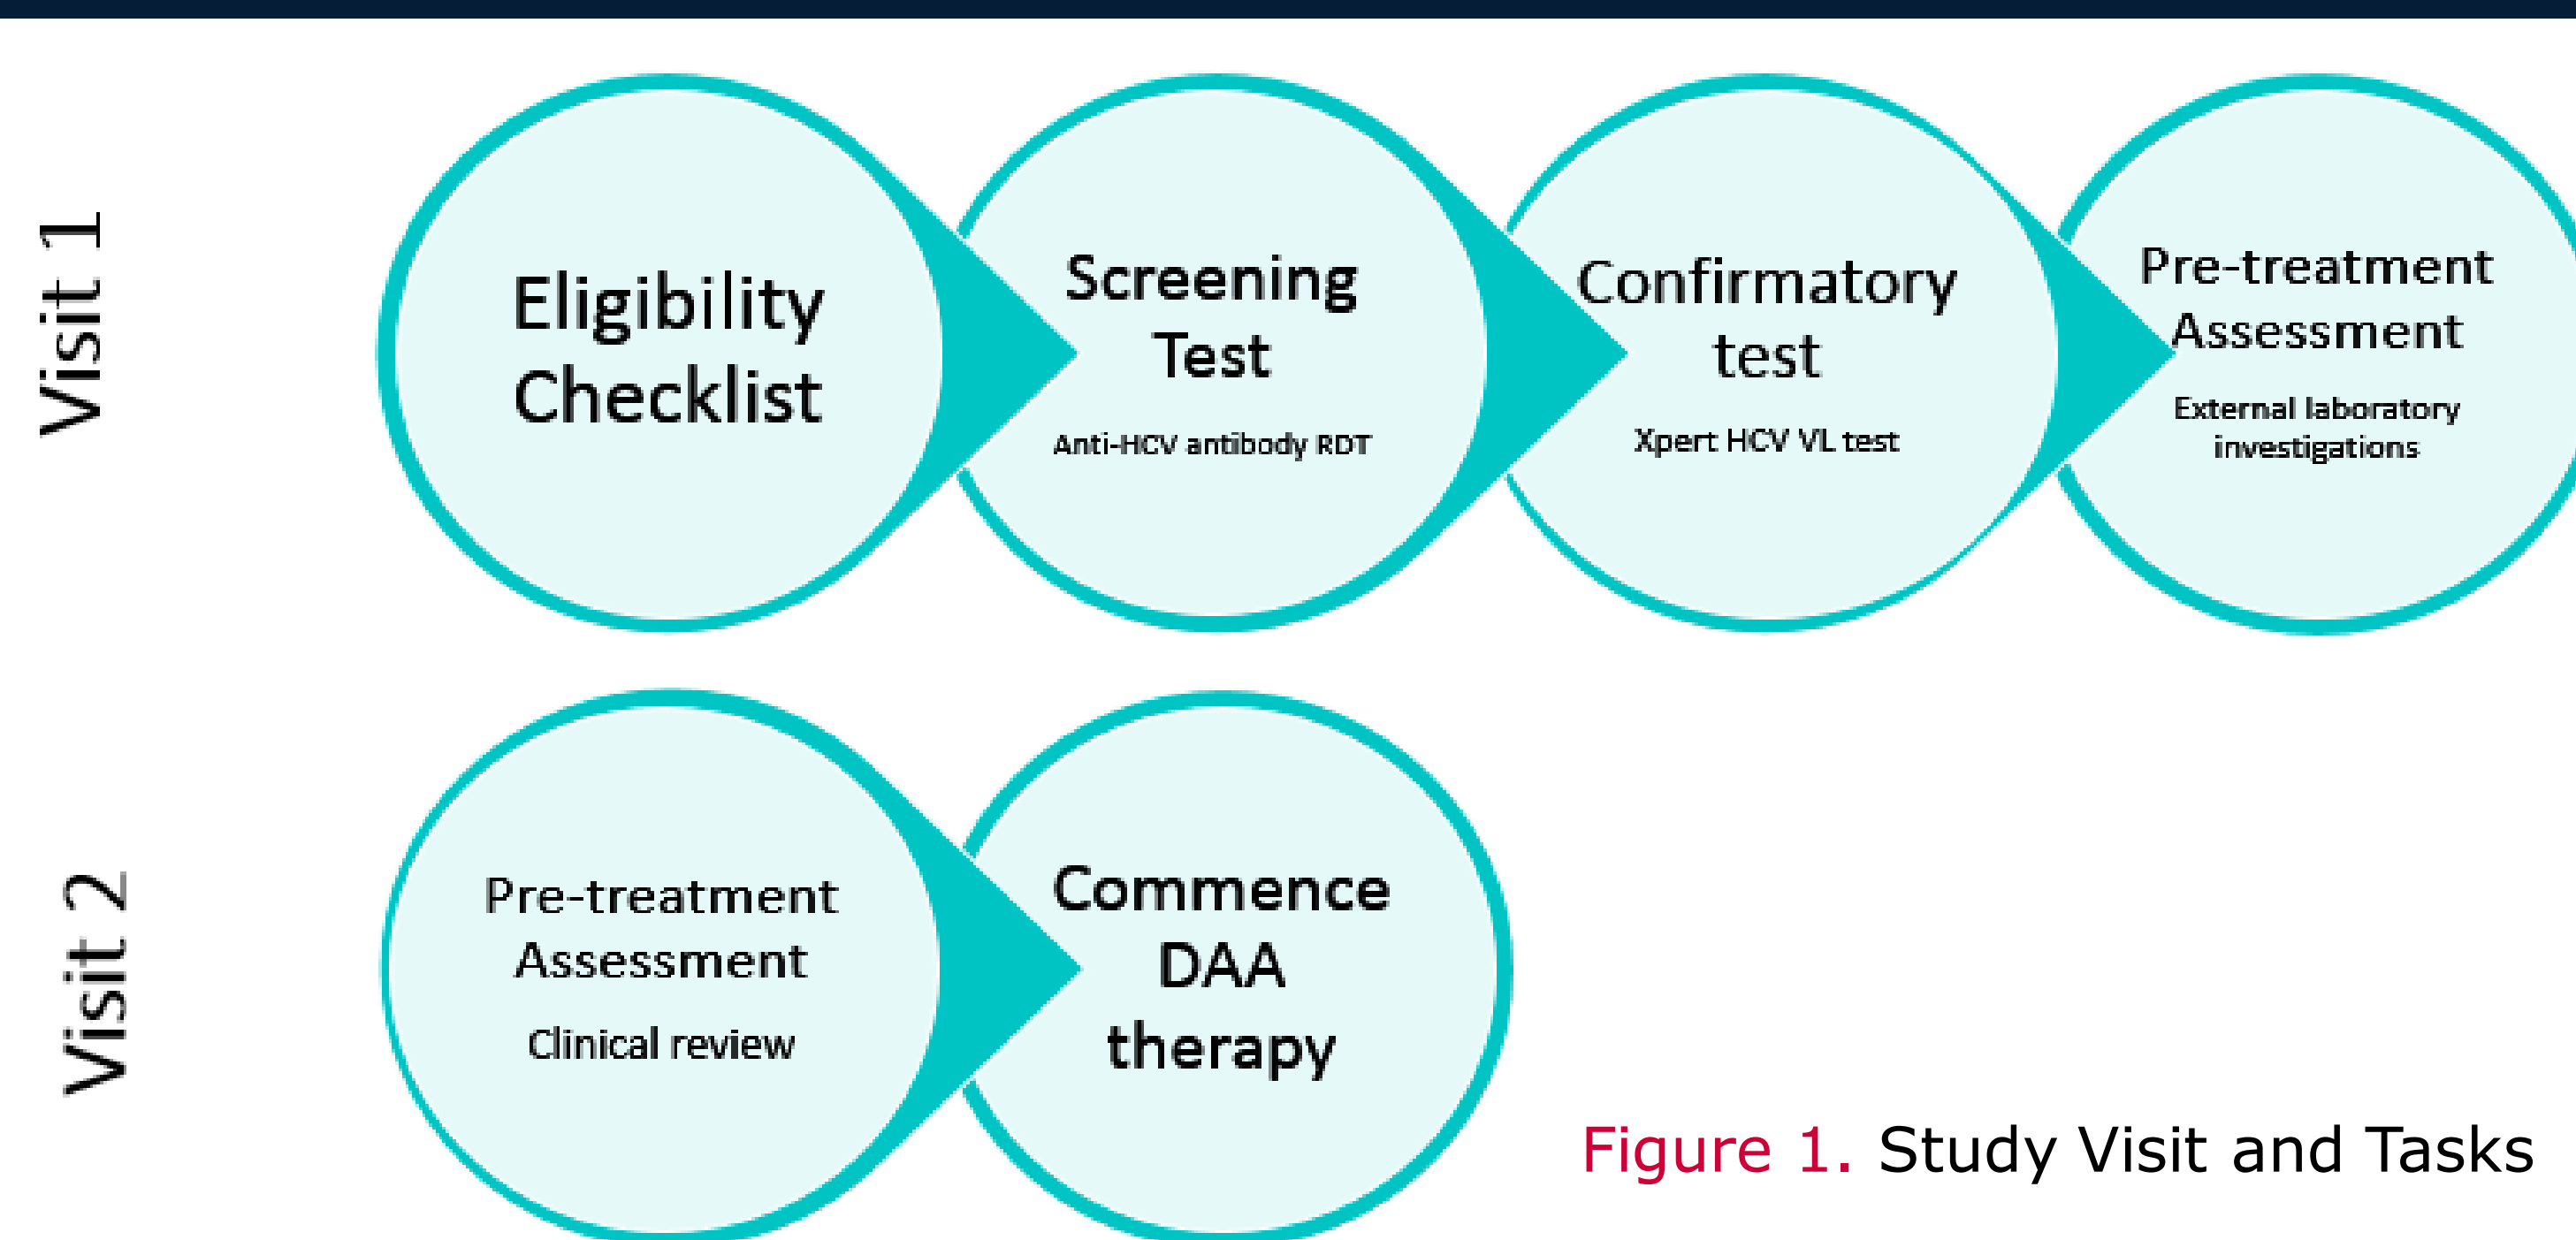 Visit 1
Eligibility
Checklist
Screening
Test
Anti-HCV antibody RDT
Confirmatory
test
Xpert HCV VL test
Pre-treatment
Assessment
External laboratory
investigations
Visit 2
Pre-treatment
Assessment
Clinical review
Commence
DAA
therapy
Figure 1. Study Visit and Tasks